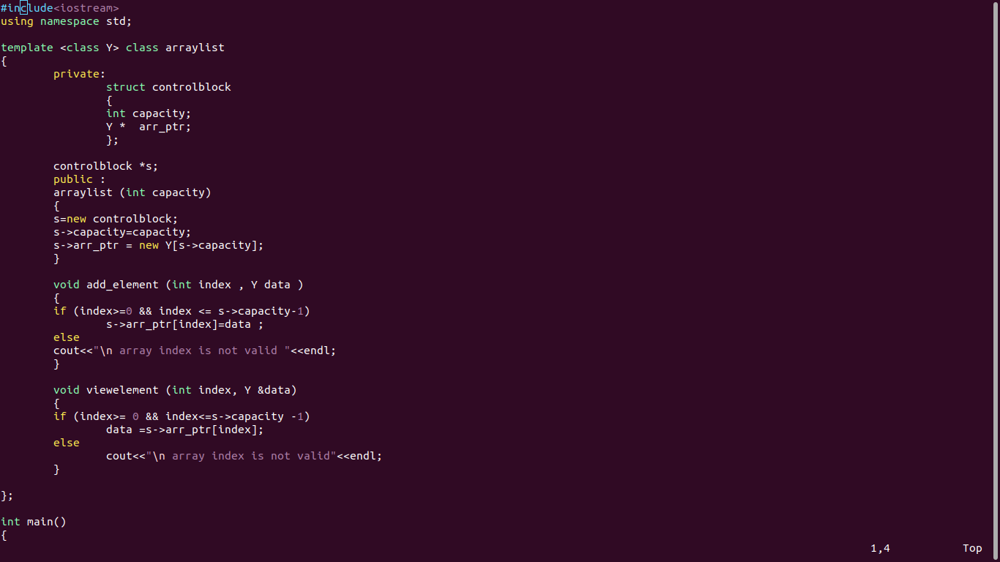 #include<iostream>
using namespace std;
template <class Y> class arraylist
{
private:
struct controlblock
{
int capacity;
Y *  arr_ptr;
};
controlblock *s;
public :
arraylist (int capacity)
{
s=new controlblock;
s->capacity=capacity;
s->arr_ptr = new Y[s->capacity];
}
void add_element (int index , Y data )
{
if (index>=0 && index <= s->capacity-1)
s->arr_ptr[index]=data ;
else
cout<<"\n array index is not valid "<<endl;
}
void viewelement (int index, Y &data)
{
if (index>= 0 && index<=s->capacity -1)
data =s->arr_ptr[index];
else
cout<<"\n array index is not valid"<<endl;
}
};
int main()
{
1,4 Top